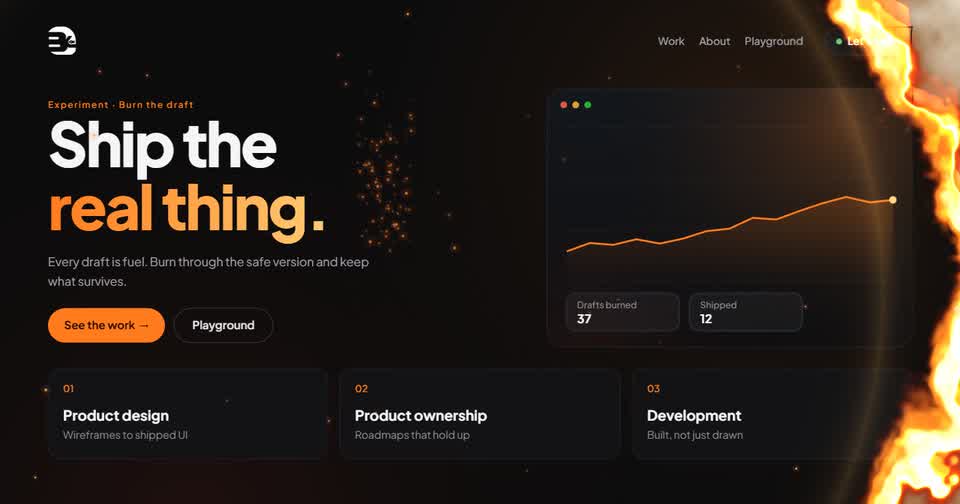 Work About Playground Let
Experiment · Burn the draft
Ship the
real thing.
Every draft is fuel. Burn through the safe version and keep
what survives.
See the work →
Playground
Drafts burned
37
Shipped
12
01
Product design
Wireframes to shipped UI
02
Product ownership
Roadmaps that hold up
03
Development
Built, not just drawn